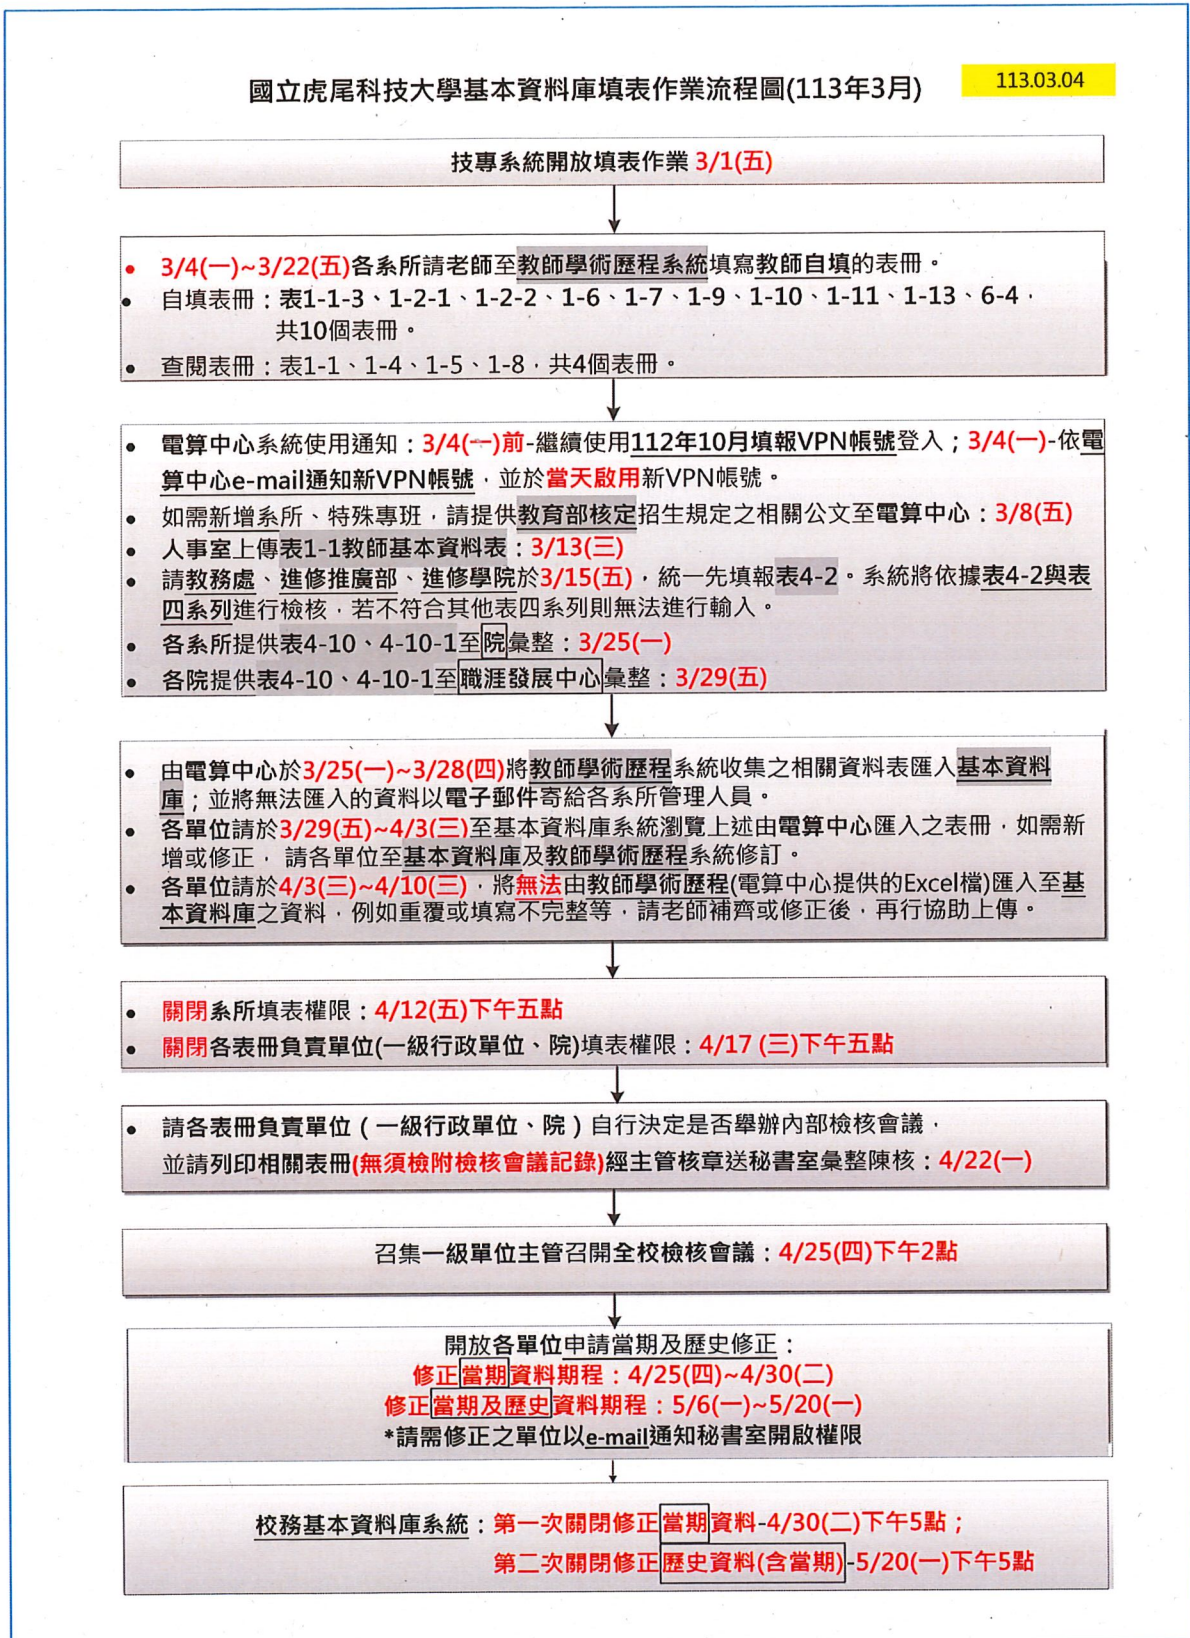 國立虎尾科技大學基本資料庫填表作業流程圖(113年3月)
113.03.04
技專系統開放填表作業 3/1(五)
• 3/4(一)~3/22(五)各系所請老師至教師學術歷程系統填寫教師自填的表冊。
• 自填表冊：表1-1-3、1-2-1、1-2-2、1-6、1-7、1-9、1-10、1-11、1-13、6-4，
共10個表冊。
• 查閱表冊：表1-1、1-4、1-5、1-8，共4個表冊。
• 電算中心系統使用通知：3/4(一)前-繼續使用112年10月填報VPN帳號登入；3/4(一)-依電
算中心e-mail通知新VPN帳號，並於當天啟用新VPN帳號。
• 如需新增系所、特殊專班，請提供教育部核定招生規定之相關公文至電算中心：3/8(五)
• 人事室上傳表1-1教師基本資料表：3/13(三)
• 請教務處、進修推廣部、進修學院於3/15(五)，統一先填報表4-2。系統將依據表4-2與表
四系列進行檢核，若不符合其他表四系列則無法進行輸入。
• 各系所提供表4-10、4-10-1至院彙整：3/25(一)
• 各院提供表4-10、4-10-1至職涯發展中心彙整：3/29(五)
• 由電算中心於3/25(一)~3/28(四)將教師學術歷程系統收集之相關資料表匯入基本資料
庫；並將無法匯入的資料以電子郵件寄給各系所管理人員。
• 各單位請於3/29(五)~4/3(三)至基本資料庫系統瀏覽上述由電算中心匯入之表冊，如需新
增或修正，請各單位至基本資料庫及教師學術歷程系統修訂。
• 各單位請於4/3(三)~4/10(三)，將無法由教師學術歷程(電算中心提供的Excel檔)匯入至基
本資料庫之資料，例如重覆或填寫不完整等，請老師補齊或修正後，再行協助上傳。
• 關閉系所填表權限：4/12(五)下午五點
• 關閉各表冊負責單位(一級行政單位、院)填表權限：4/17 (三)下午五點
• 請各表冊負責單位（一級行政單位、院）自行決定是否舉辦內部檢核會議，
並請列印相關表冊(無須檢附檢核會議記錄)經主管核章送秘書室彙整陳核：4/22(一)
召集一級單位主管召開全校檢核會議：4/25(四)下午2點
開放各單位申請當期及歷史修正：
修正當期資料期程：4/25(四)~4/30(二)
修正當期及歷史資料期程：5/6(一)~5/20(一)
*請需修正之單位以e-mail通知秘書室開啟權限
校務基本資料庫系統：第一次關閉修正當期資料-4/30(二)下午5點；
第二次關閉修正歷史資料(含當期)-5/20(一)下午5點